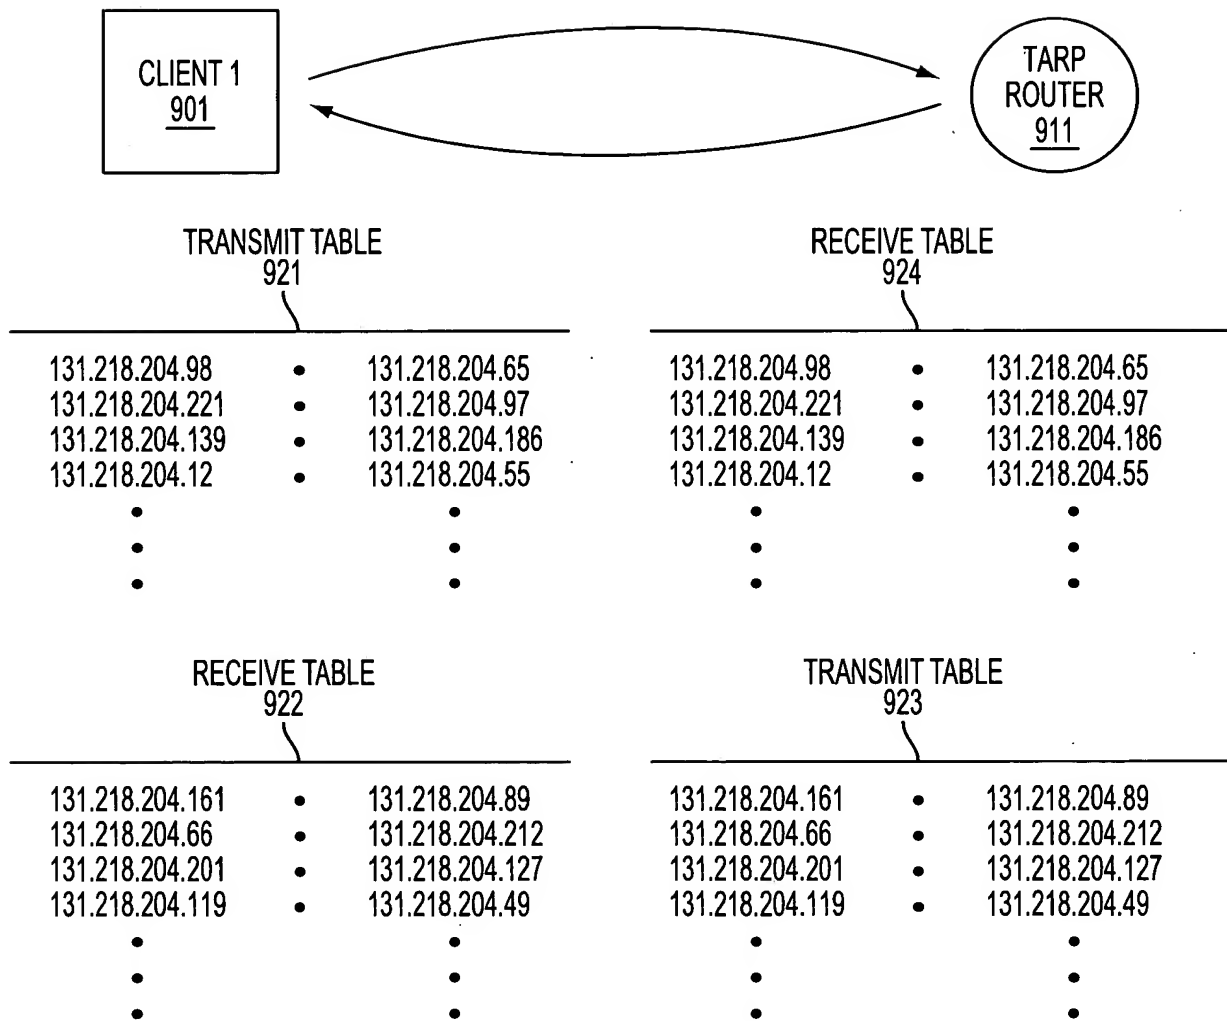 CLIENT 1
901
TARP
ROUTER
911
TRANSMIT TABLE
921
131.218.204.98 • 131.218.204.65
131.218.204.221 • 131.218.204.97
131.218.204.139 • 131.218.204.186
131.218.204.12 • 131.218.204.55
RECEIVE TABLE
924
131.218.204.98 • 131.218.204.65
131.218.204.221 • 131.218.204.97
131.218.204.139 • 131.218.204.186
131.218.204.12 • 131.218.204.55
RECEIVE TABLE
922
131.218.204.161 • 131.218.204.89
131.218.204.66 • 131.218.204.212
131.218.204.201 • 131.218.204.127
131.218.204.119 • 131.218.204.49
TRANSMIT TABLE
923
131.218.204.161 • 131.218.204.89
131.218.204.66 • 131.218.204.212
131.218.204.201 • 131.218.204.127
131.218.204.119 • 131.218.204.49